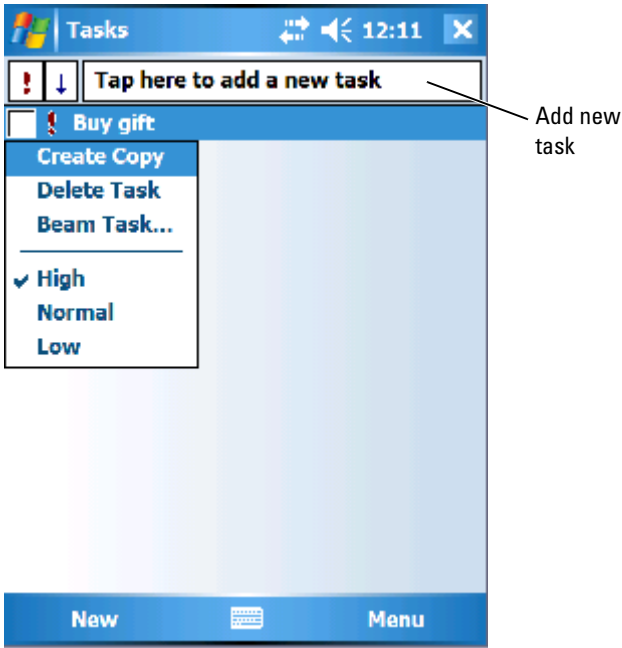 Tasks 12:11
! ↓ Tap here to add a new task
Add new
task
! Buy gift
Create Copy
Delete Task
Beam Task...
High
Normal
Low
New Menu